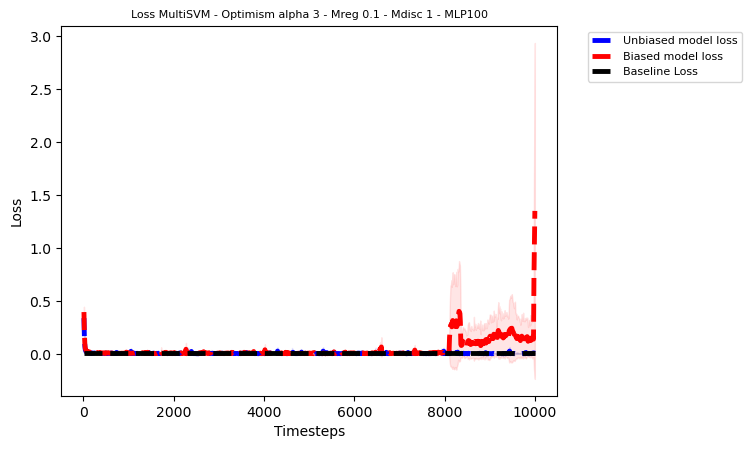 Loss MultiSVM - Optimism alpha 3 - Mreg 0.1 - Mdisc 1 - MLP100
Unbiased model loss
Biased model loss
Baseline Loss
3.0
2.5
2.0
1.5
1.0
0.5
0.0
Loss
0 2000 4000 6000 8000 10000
Timesteps